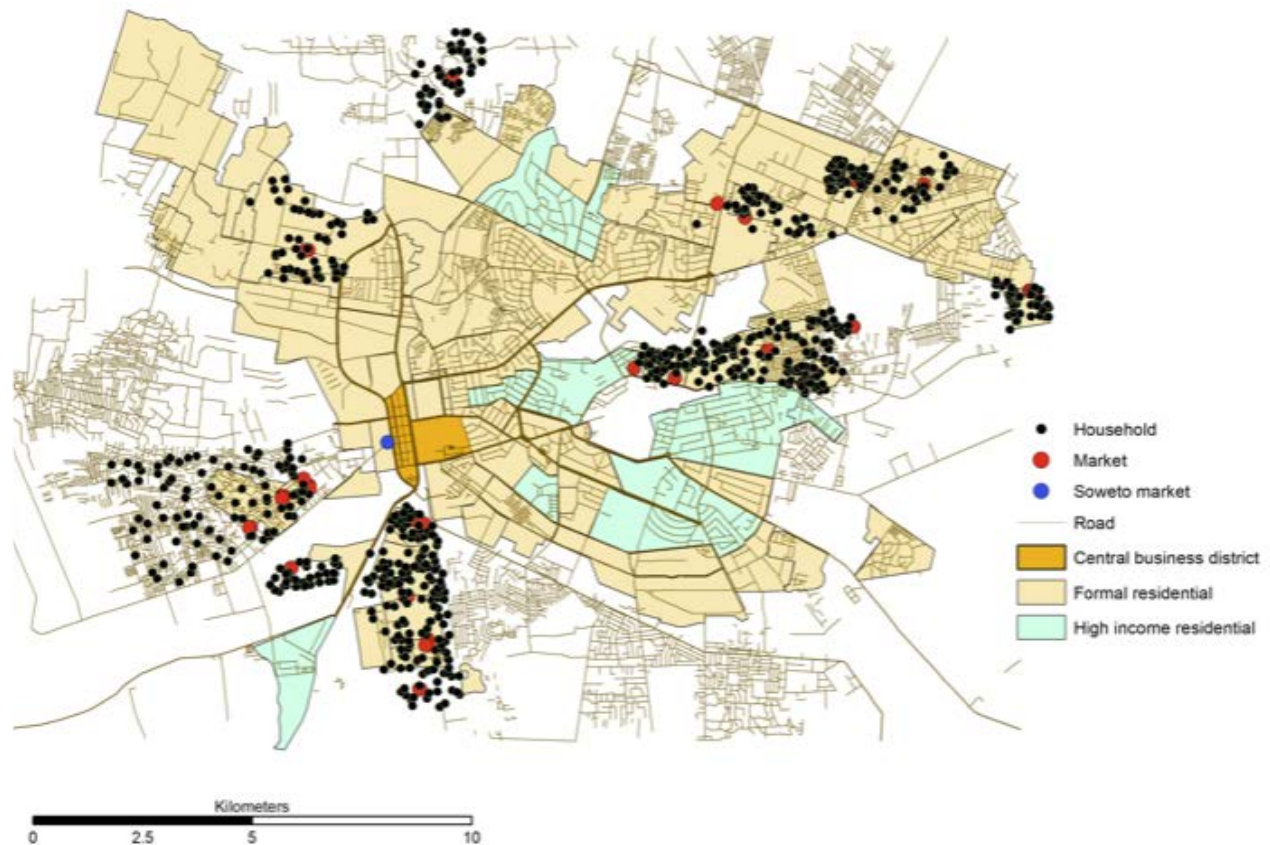 Household
Market
Soweto market
Road
Central business district
Formal residential
High income residential
Kilometers
0 2.5 5 10